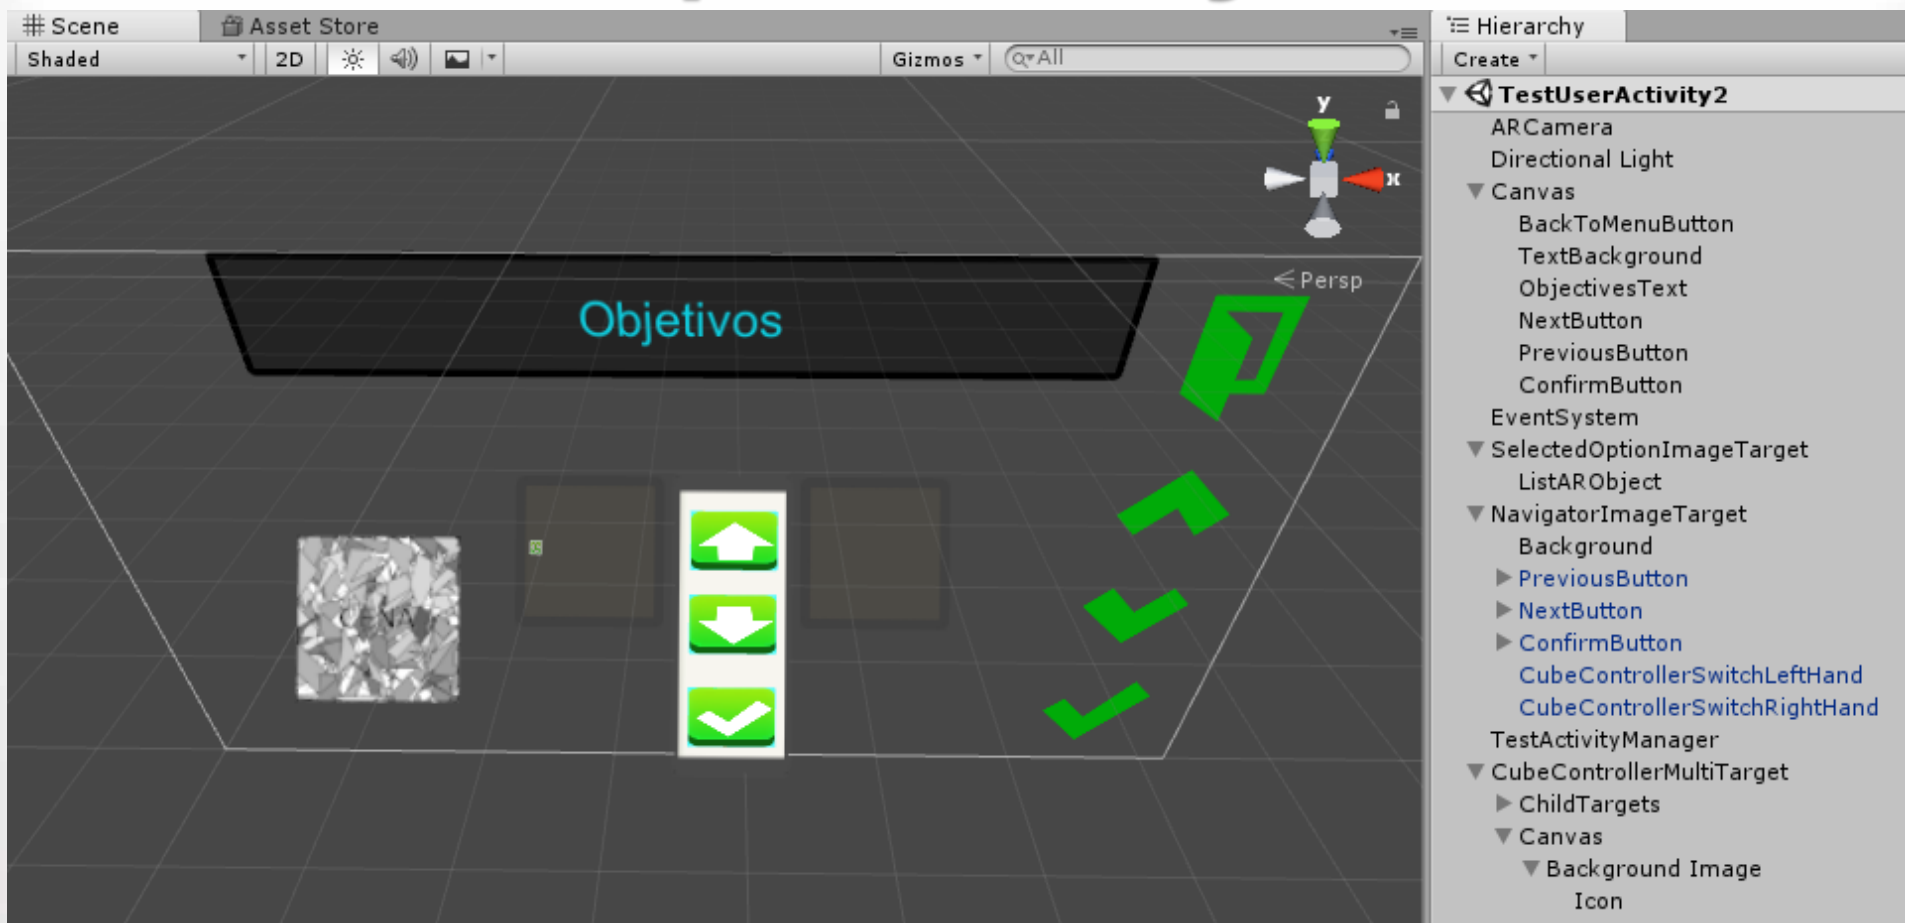 Scene
Asset Store
Shaded
2D
Gizmos
All
y
x
Persp
Objetivos
CENA
Hierarchy
Create
TestUserActivity2
ARCamera
Directional Light
Canvas
BackToMenuButton
TextBackground
ObjectivesText
NextButton
PreviousButton
ConfirmButton
EventSystem
SelectedOptionImageTarget
ListARObject
NavigatorImageTarget
Background
PreviousButton
NextButton
ConfirmButton
CubeControllerSwitchLeftHand
CubeControllerSwitchRightHand
TestActivityManager
CubeControllerMultiTarget
ChildTargets
Canvas
Background Image
Icon